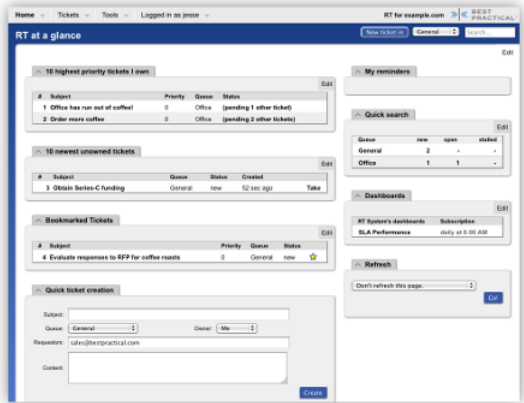 Home Tickets Tools Logged in as jesse RT for example.com BEST PRACTICAL
RT at a glance New ticket in General Search...
Edit
10 highest priority tickets I own
Edit
# Subject Priority Queue Status
1 Office has run out of coffee! 0 Office (pending 1 other ticket)
2 Order more coffee 0 Office (pending 2 other tickets)
10 newest unowned tickets
Edit
# Subject Queue Status Created
3 Obtain Series-C funding General new 52 sec ago Take
Bookmarked Tickets
Edit
# Subject Priority Queue Status
4 Evaluate responses to RFP for coffee roasts 0 General new
Quick ticket creation
Subject:
Queue: General Owner: Me
Requestors: sales@bestpractical.com
Content:
Create
My reminders
Quick search
Edit
Queue new open stalled
General 2 - -
Office 1 1 -
Dashboards
Edit
RT System's dashboards Subscription
SLA Performance daily at 6:00 AM
Refresh
Don't refresh this page.
Go!